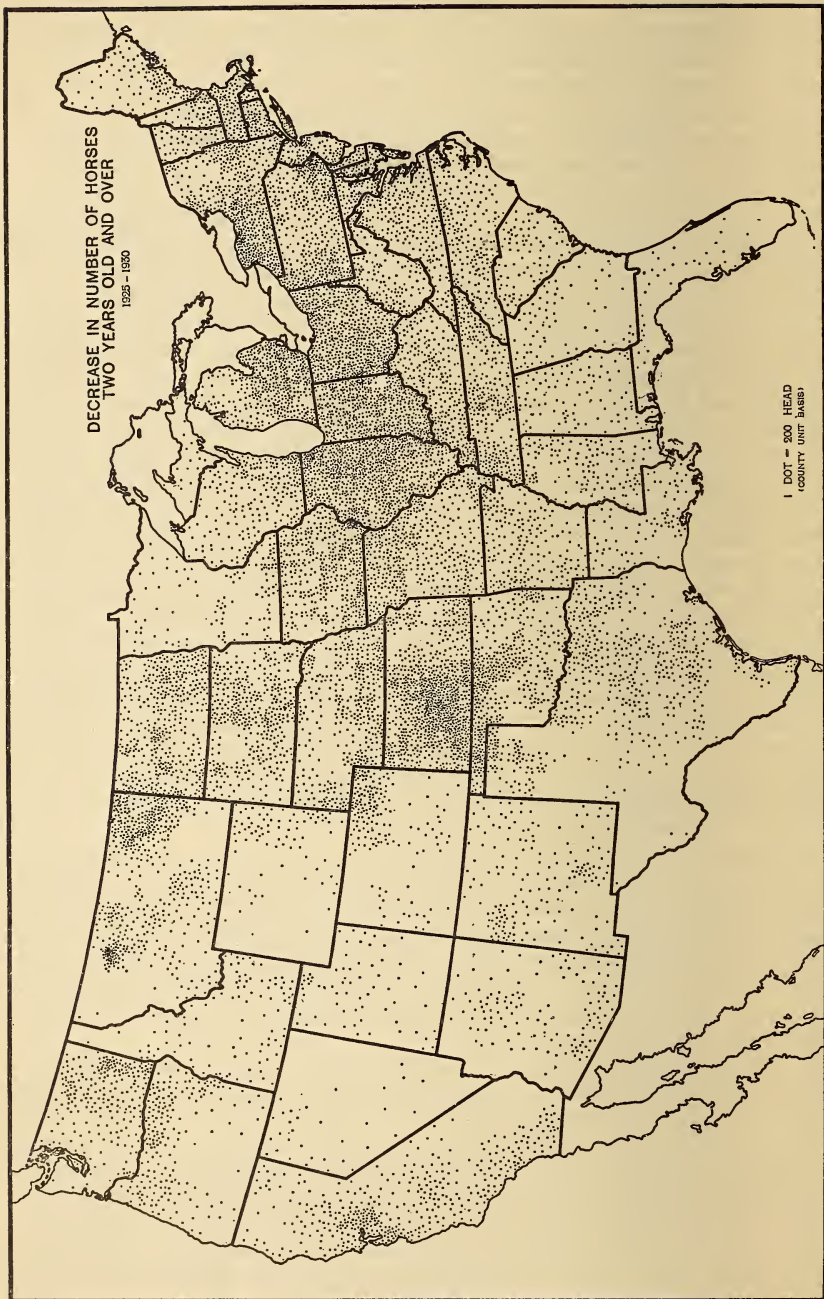 DECREASE IN NUMBER OF HORSES
TWO YEARS OLD AND OVER
1925-1930
1 DOT = 200 HEAD
(COUNTY UNIT BASIS)